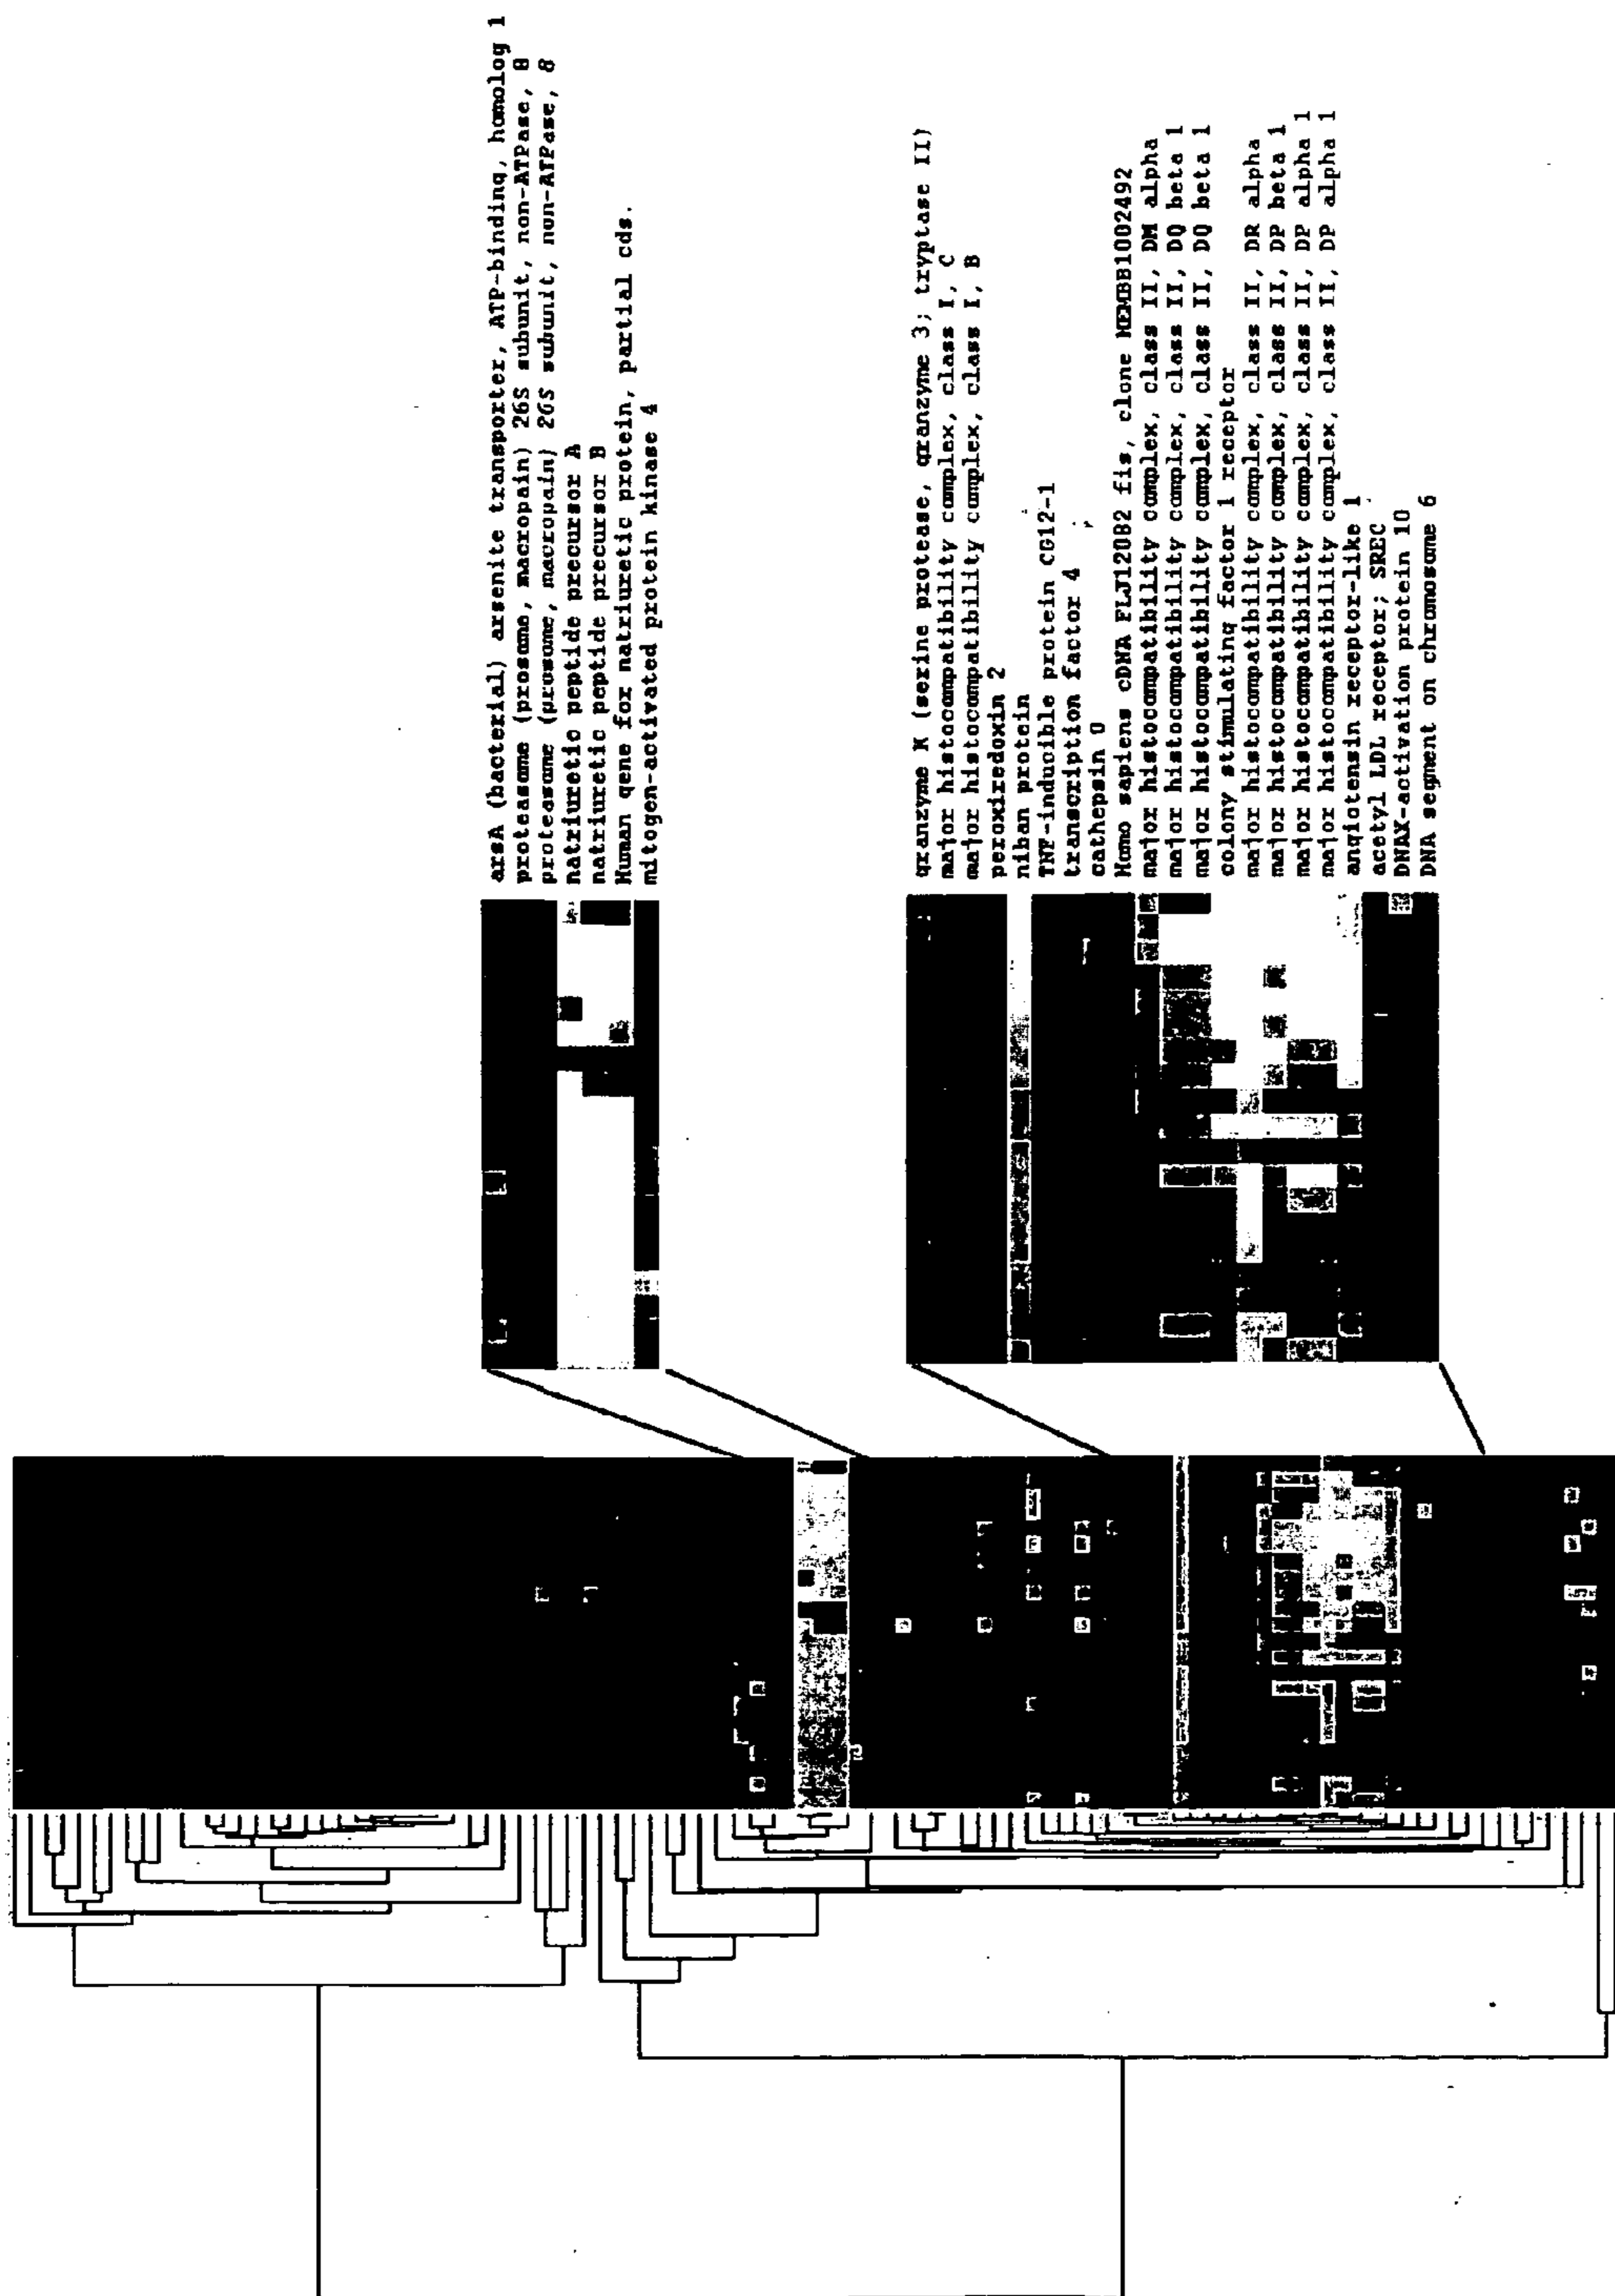 arsA (bacterial) arsenite transporter, ATP-binding, homolog 1
proteasome (prosome, macropain) 26S subunit, non-ATPase, 8
proteasome (prosome, macropain) 26S subunit, non-ATPase, 8
natriuretic peptide precursor A
natriuretic peptide precursor B
Human gene for natriuretic protein, partial cds.
mitogen-activated protein kinase 4
granzyme K (serine protease, granzyme 3; tryptase II)
major histocompatibility complex, class I, C
major histocompatibility complex, class I, B
peroxiredoxin 2
niban protein
TNF-inducible protein CG12-1
transcription factor 4
cathepsin O
Homo sapiens cDNA FLJ12082 fis, clone HEMBB1002492
major histocompatibility complex, class II, DM alpha
major histocompatibility complex, class II, DQ beta 1
major histocompatibility complex, class II, DQ beta 1
colony stimulating factor 1 receptor
major histocompatibility complex, class II, DR alpha
major histocompatibility complex, class II, DP beta 1
major histocompatibility complex, class II, DP alpha 1
major histocompatibility complex, class II, DP alpha 1
angiotensin receptor-like 1
acetyl LDL receptor; SREC
DNAX-activation protein 10
DNA segment on chromosome 6